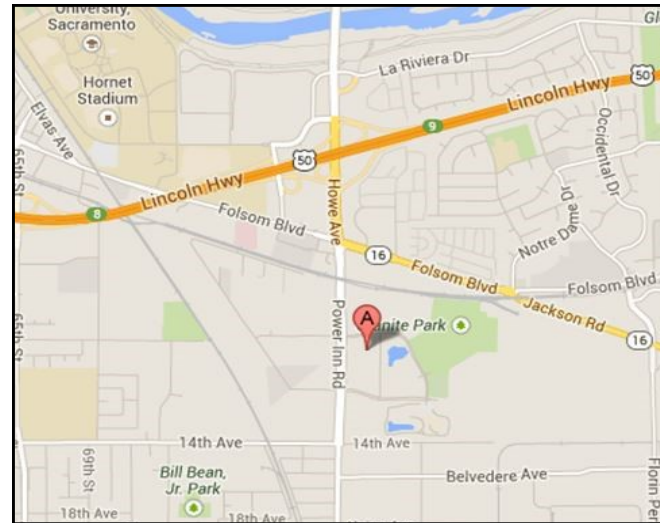 University,
Sacramento
Hornet
Stadium
Elvas Ave
65th St
La Riviera Dr
Lincoln Hwy
50
9
50
Lincoln Hwy
8
Howe Ave
Folsom Blvd
Occidental Dr
Notre Dame Dr
16
Folsom Blvd
Folsom Blvd
Jackson Rd
16
65th St
Power Inn Rd
A
nite Park
14th Ave
14th Ave
69th St
Bill Bean,
Jr. Park
Belvedere Ave
18th Ave
18th Ave
Florin Per